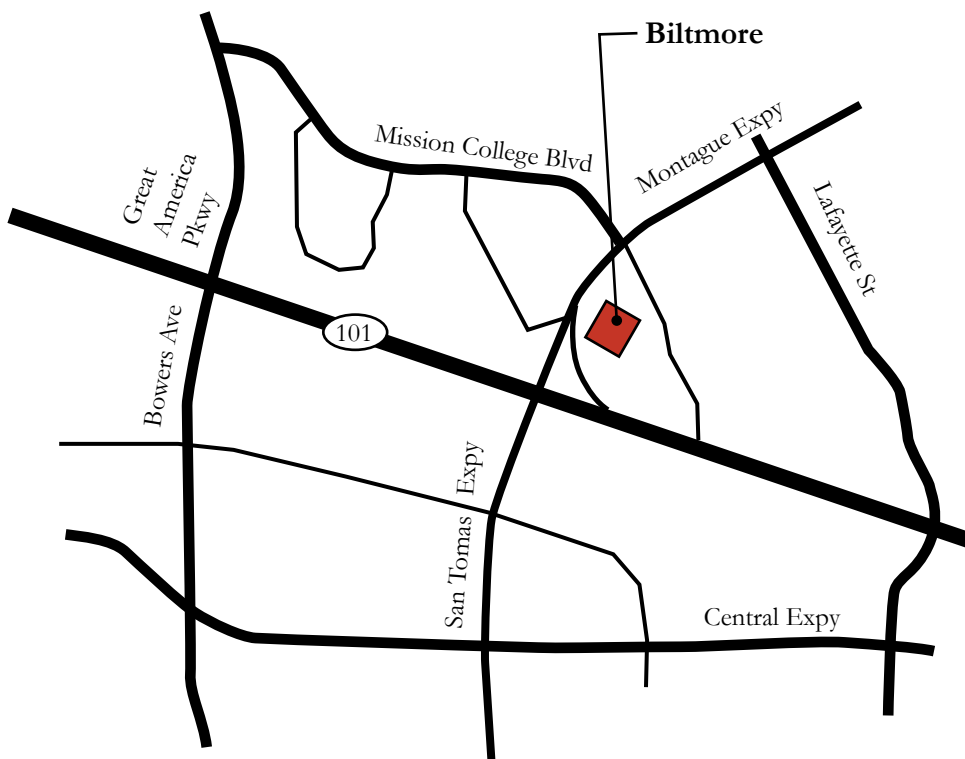 Biltmore
Mission College Blvd
Montague Expy
Great
America
Pkwy
Lafayette St
101
Bowers Ave
San Tomas Expy
Central Expy